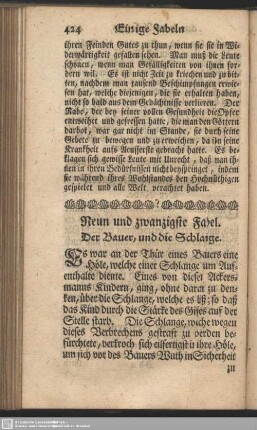 424 Einige Fabeln
ihren Feinden Gutes zu thun, wenn sie sie in Wi-
derwärtigkeit gefallen sehen. Man muß die Leute
schonen, wenn man Gefälligkeiten von ihnen for-
dern wil. Es ist nicht Zeit zu kriechen und zu bit-
ten, nachdem man tausend Beschimpfungen erwie-
sen hat, welche diejenigen, die sie erhalten haben,
nicht so bald aus dem Gedächtnisse verlieren. Der
Rabe, der bey seiner vollen Gesundheit die Opfer
entweihet und gefressen hatte, die man den Göttern
darbot, war gar nicht im Stande, sie durch seine
Gebete zu bewegen und zu erweichen, da ihn seine
Krankheit aufs Aeusserste gebracht hatte. Es be-
klagen sich gewisse Leute mit Unrecht, daß man ih-
nen in ihren Bedürfnissen nicht beyspringet, indem
sie während ihres Wohlstandes den Hochmüthigen
gespielet und alle Welt verachtet haben.
Neun und zwanzigste Fabel.
Der Bauer, und die Schlange.
Es war an der Thür eines Bauers eine
Höle, welche einer Schlange zum Auf-
enthalte diente. Eines von dieses Ackers-
manns Kindern, ging, ohne daran zu den-
ken, über die Schlange, welche es biß; so daß
das Kind durch die Stärke des Giftes auf der
Stelle starb. Die Schlange, welche wegen
dieses Verbrechens gestraft zu werden be-
fürchtete, verkroch sich eilfertigst in ihre Höle,
um sich vor des Bauers Wuth in Sicherheit
zu